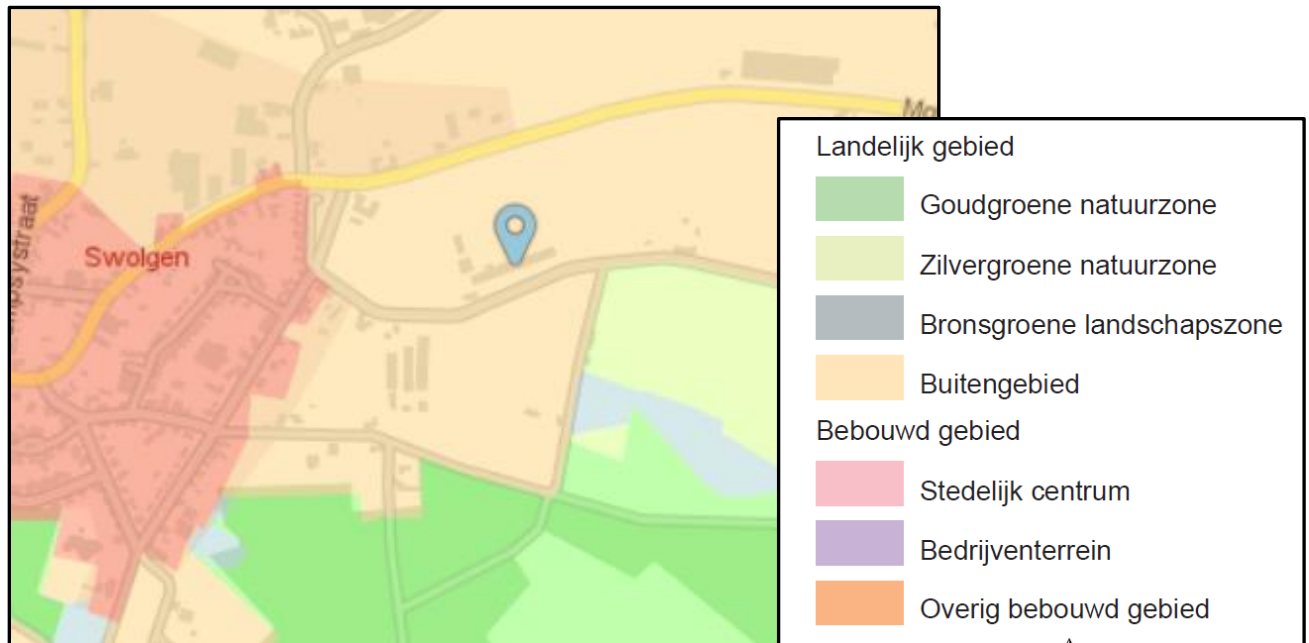 Swolgen
Landelijk gebied
Goudgroene natuurzone
Zilvergroene natuurzone
Bronsgroene landschapszone
Buitengebied
Bebouwd gebied
Stedelijk centrum
Bedrijventerrein
Overig bebouwd gebied